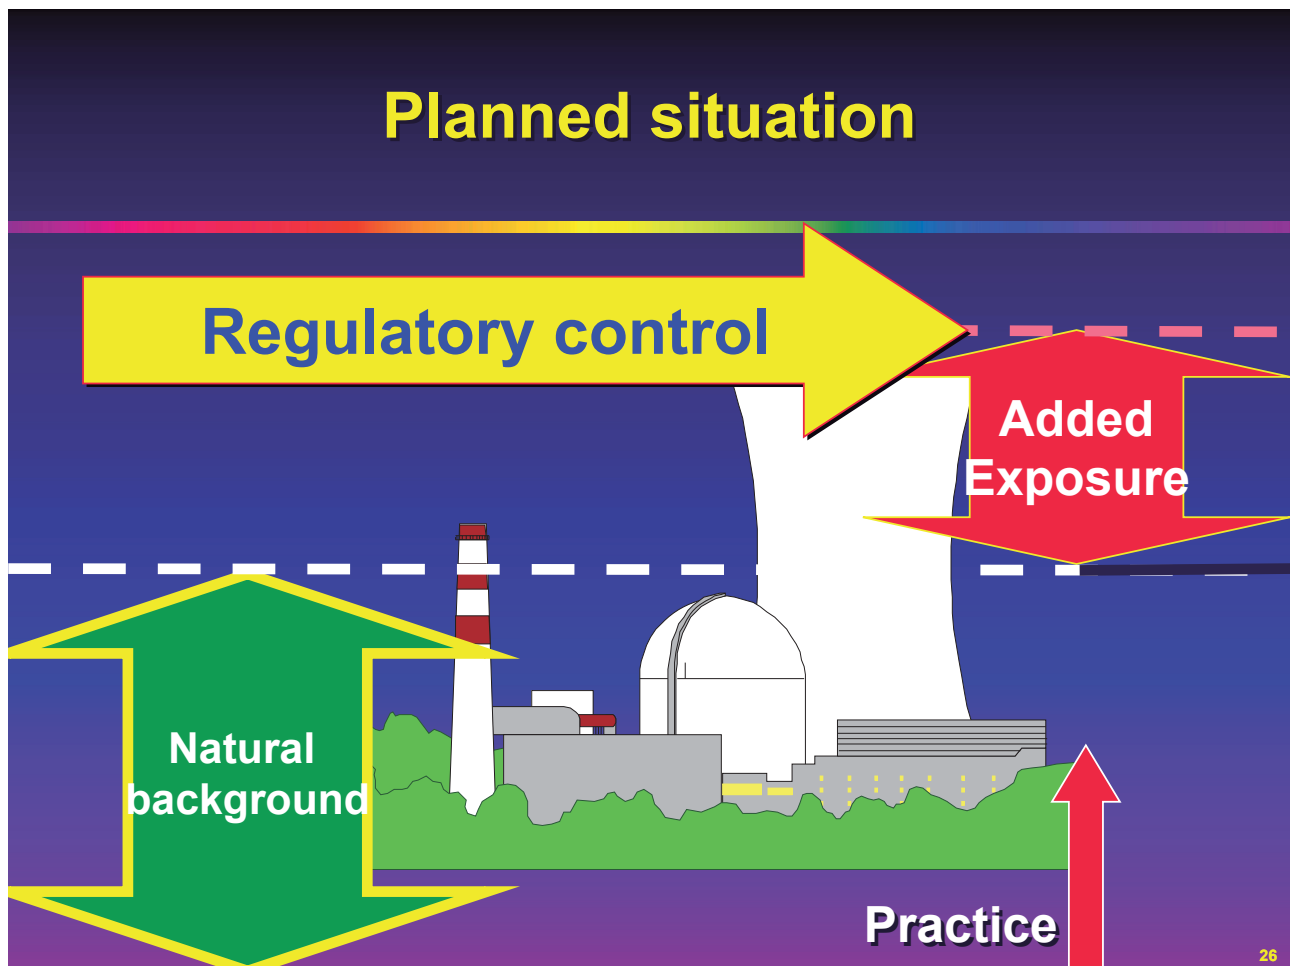 Planned situation
Regulatory control
Added
Exposure
Natural
background
Practice
26